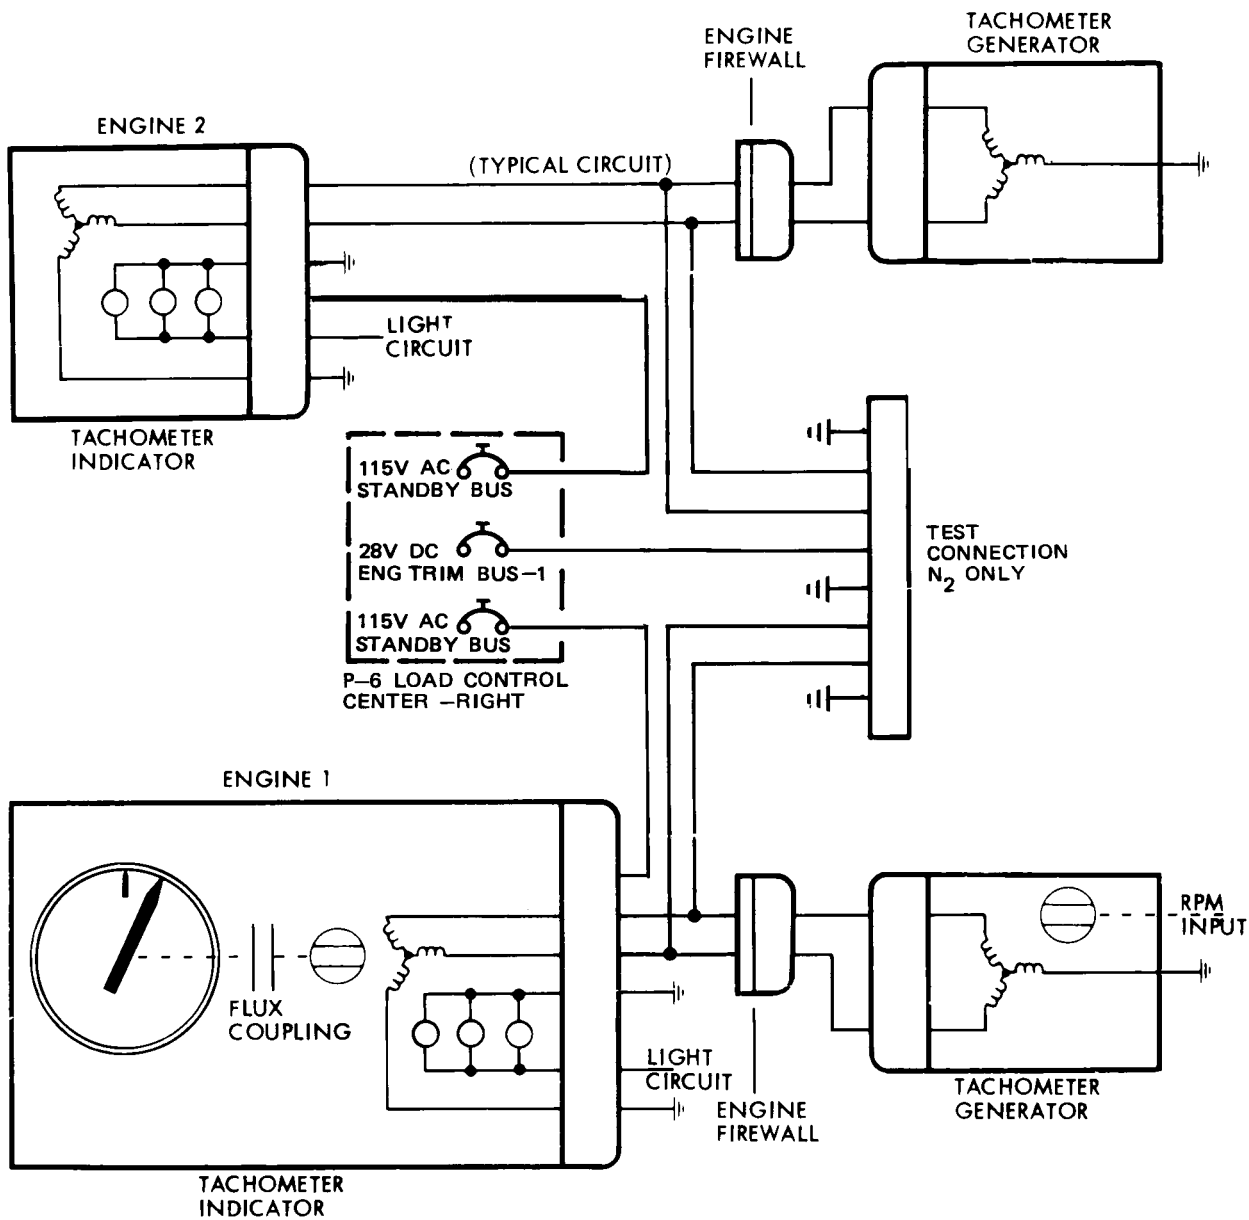 TACHOMETER
GENERATOR
ENGINE
FIREWALL
ENGINE 2
(TYPICAL CIRCUIT)
LIGHT
CIRCUIT
TACHOMETER
INDICATOR
115V AC
STANDBY BUS
28V DC
ENG TRIM BUS-1
115V AC
STANDBY BUS
P-6 LOAD CONTROL
CENTER -RIGHT
TEST
CONNECTION
N2 ONLY
ENGINE 1
FLUX
COUPLING
LIGHT
CIRCUIT
ENGINE
FIREWALL
RPM
INPUT
TACHOMETER
GENERATOR
TACHOMETER
INDICATOR